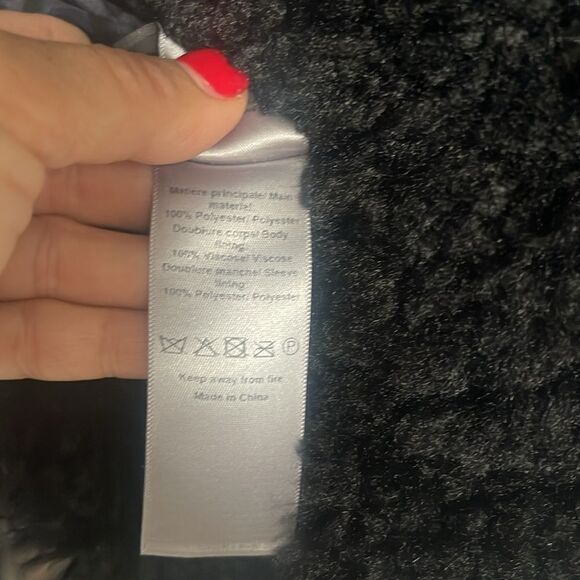 Matière principale/ Main
material:
100% Polyester/ Polyester
Doublure corps/ Body
lining:
100% Viscose/ Viscose
Doublure manche/ Sleeve
lining:
100% Polyester/ Polyester
P
Keep away from fire
Made in China